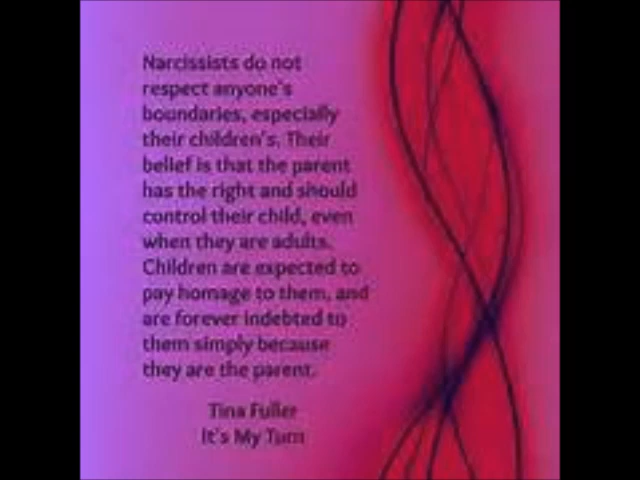 Narcissists do not
respect anyone's
boundaries, especially
their children's. Their
belief is that the parent
has the right and should
control their child, even
when they are adults.
Children are expected to
pay homage to them, and
are forever indebted to
them simply because
they are the parent.
Tina Fuller
It's My Turn